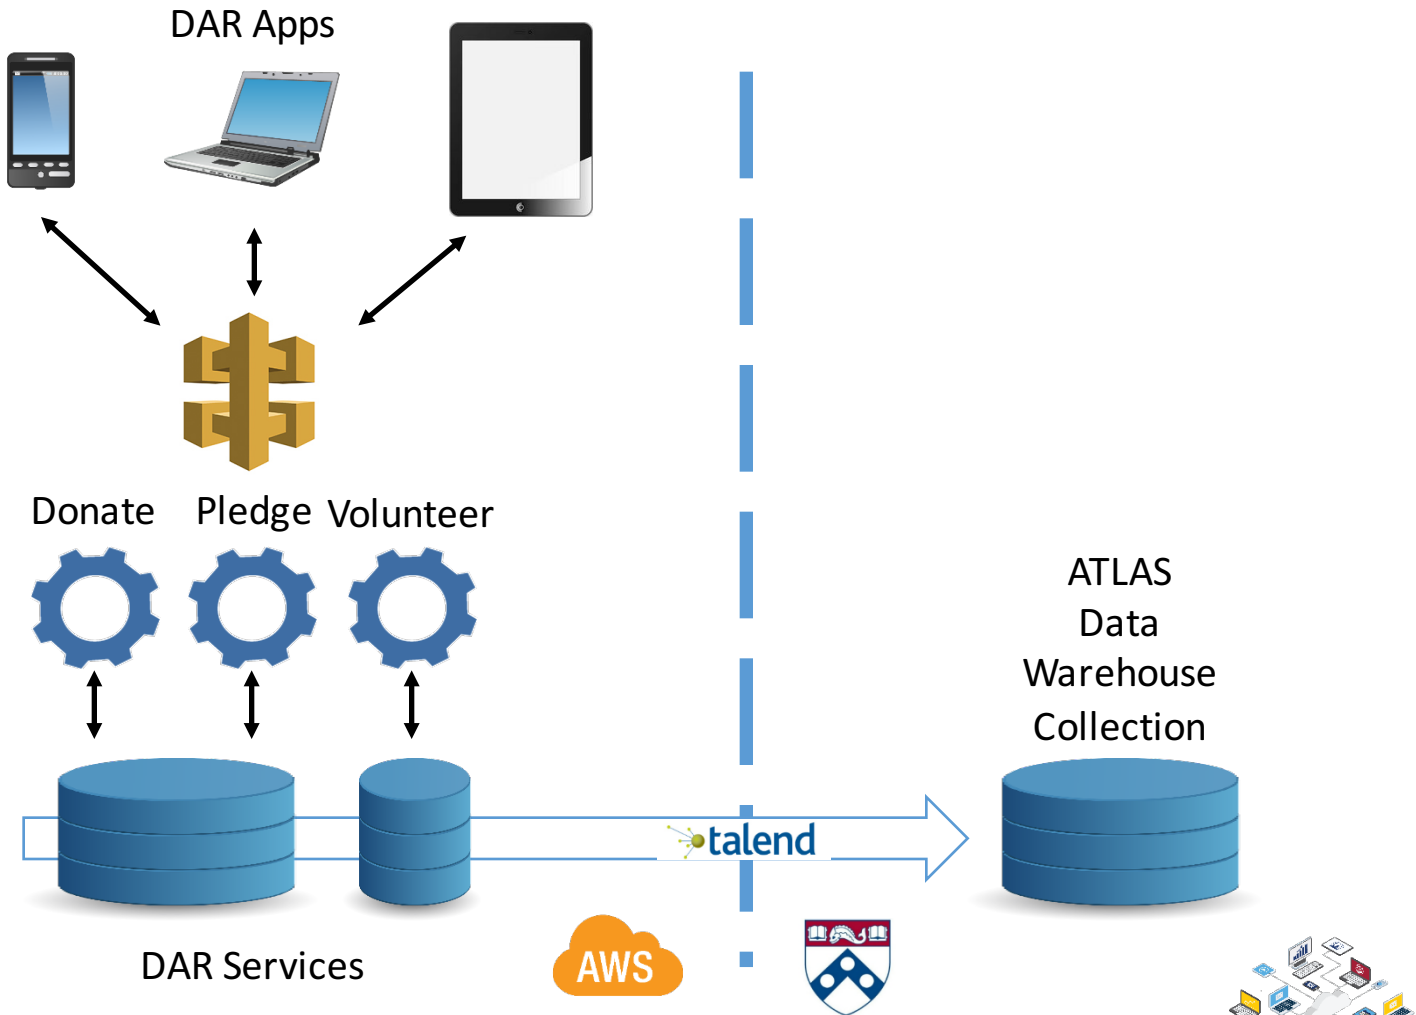 DAR Apps
Donate
Pledge
Volunteer
ATLAS
Data
Warehouse
Collection
talend
DAR Services
AWS